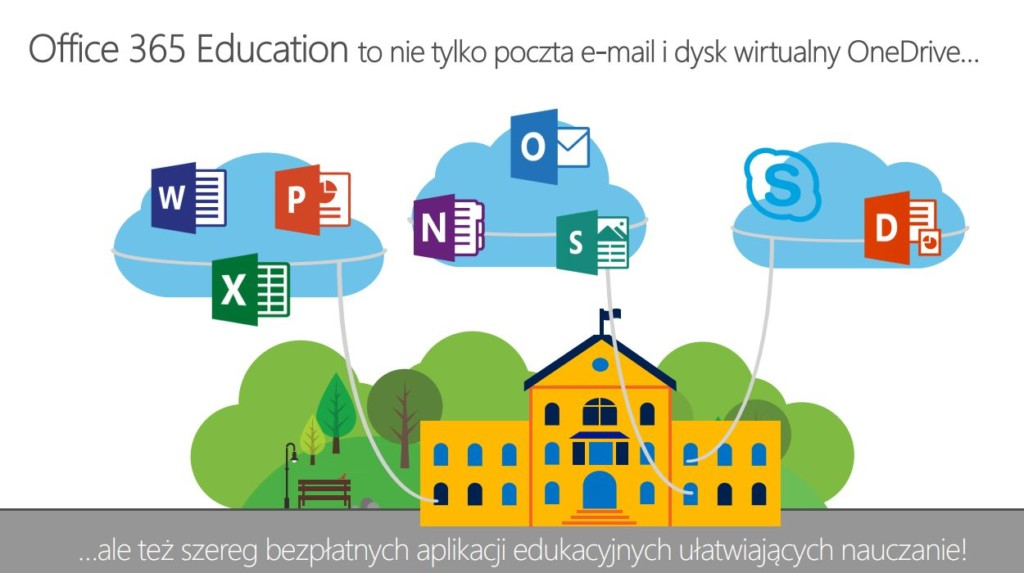 Office 365 Education to nie tylko poczta e-mail i dysk wirtualny OneDrive...
O
W
P
S
N
D
S
X
...ale też szereg bezpłatnych aplikacji edukacyjnych ułatwiających nauczanie!